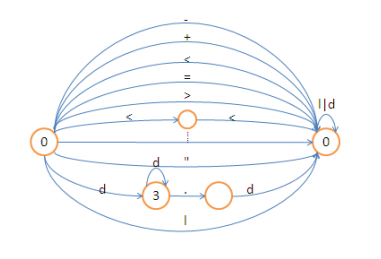 -
+
<
=
>
l|d
<
<
0
0
"
d
d
3
.
d
l